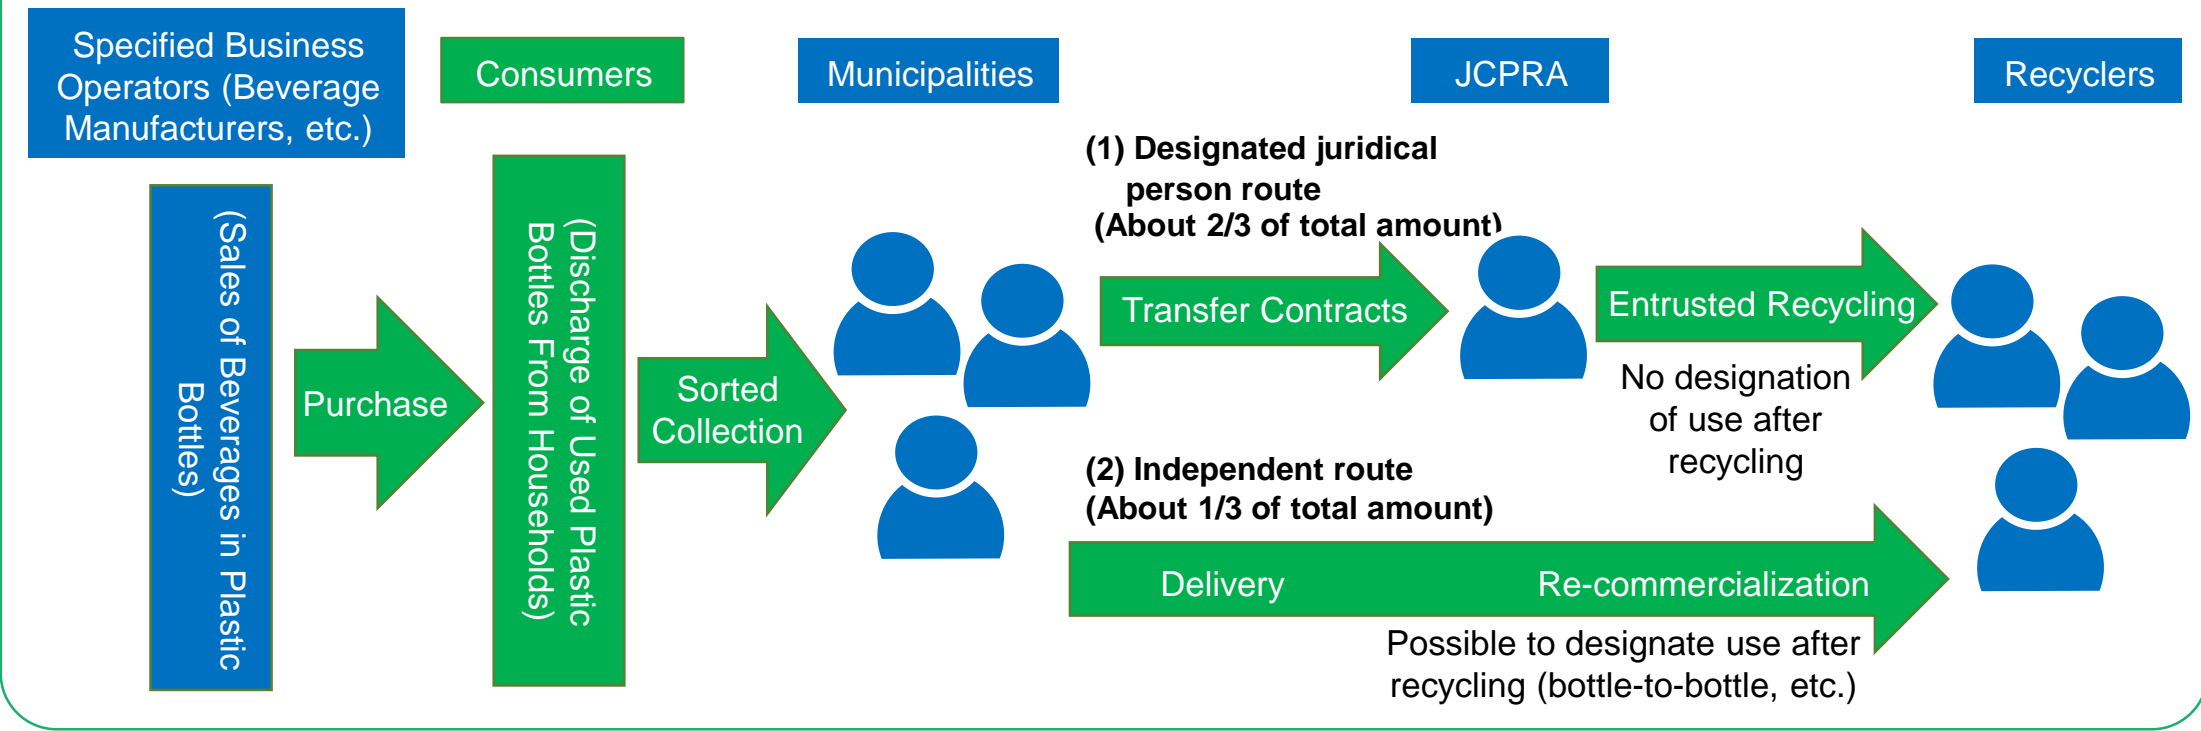 Specified Business
Operators (Beverage
Manufacturers, etc.)
Consumers
Municipalities
JCPRA
Recyclers
(Sales of Beverages in Plastic
Bottles)
Purchase
(Discharge of Used Plastic
Bottles From Households)
Sorted
Collection
(1) Designated juridical
person route
(About 2/3 of total amount)
Transfer Contracts
Entrusted Recycling
No designation
of use after
recycling
(2) Independent route
(About 1/3 of total amount)
Delivery
Re-commercialization
Possible to designate use after
recycling (bottle-to-bottle, etc.)